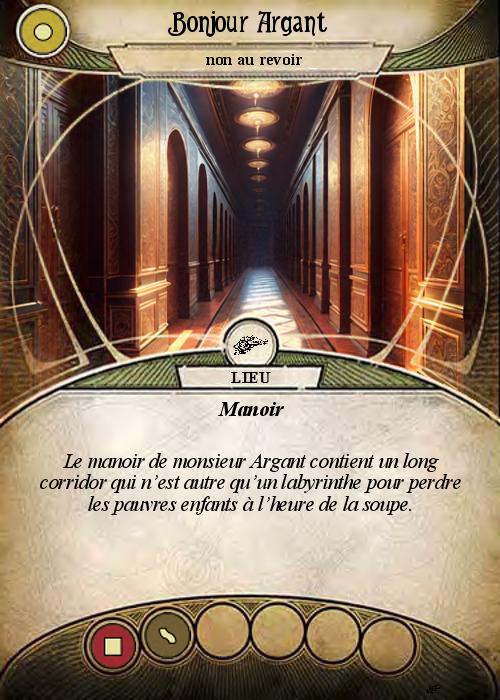 Bonjour Argant
non au revoir
LIEU
Manoir
Le manoir de monsieur Argant contient un long
corridor qui n'est autre qu'un labyrinthe pour perdre
les pauvres enfants à l'heure de la soupe.